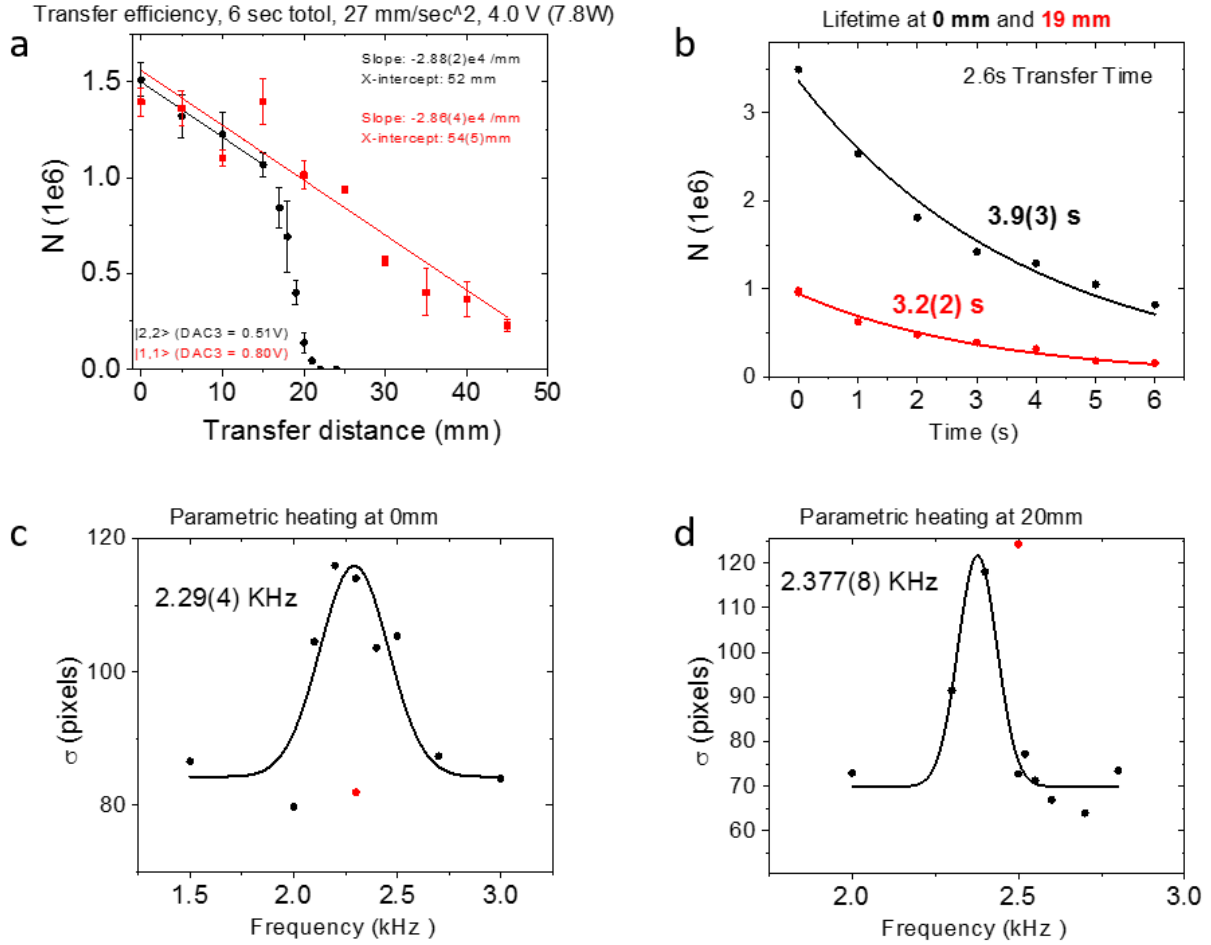 Transfer efficiency, 6 sec totol, 27 mm/sec^2, 4.0 V (7.8W)
a
Slope: -2.88(2)e4 /mm
X-intercept: 52 mm
Slope: -2.86(4)e4 /mm
X-intercept: 54(5)mm
|2,2> (DAC3 = 0.51V)
|1,1> (DAC3 = 0.80V)
N (1e6)
1.5
1.0
0.5
0.0
0 10 20 30 40 50
Transfer distance (mm)
Lifetime at 0 mm and 19 mm
b
2.6s Transfer Time
3.9(3) s
3.2(2) s
N (1e6)
3
2
1
0
0 1 2 3 4 5 6
Time (s)
c
Parametric heating at 0mm
2.29(4) KHz
σ (pixels)
120
100
80
1.5 2.0 2.5 3.0
Frequency (kHz )
d
Parametric heating at 20mm
2.377(8) KHz
σ (pixels)
120
110
100
90
80
70
60
2.0 2.5 3.0
Frequency (kHz )